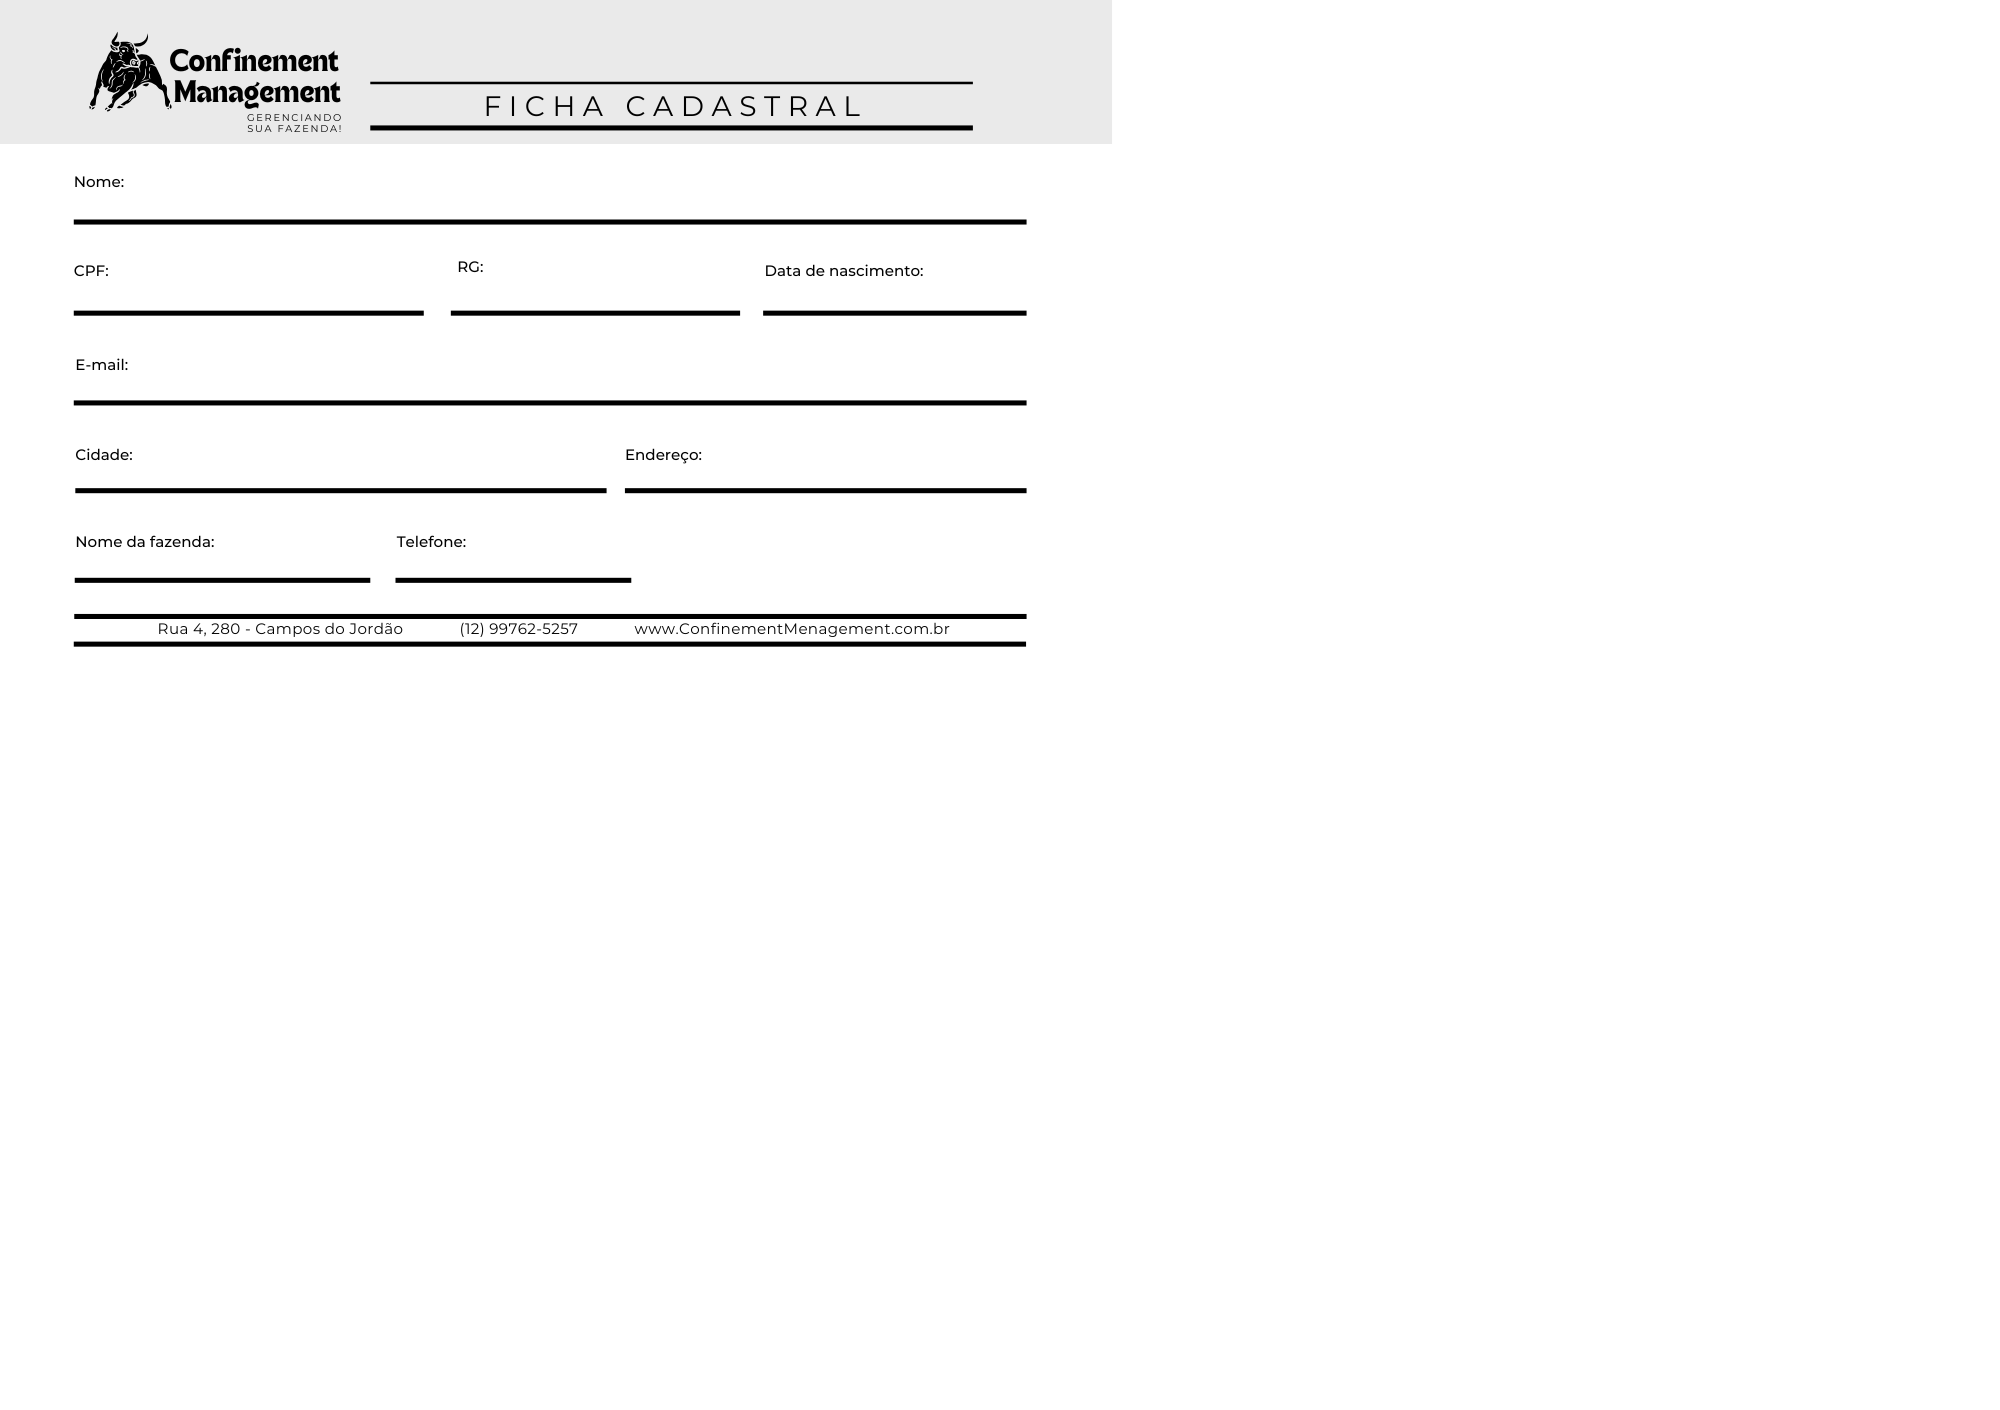 Confinement
Management
GERENCIANDO
SUA FAZENDA!
FICHA CADASTRAL
Nome:
CPF:
RG:
Data de nascimento:
E-mail:
Cidade:
Endereço:
Nome da fazenda:
Telefone:
Rua 4, 280 - Campos do Jordão
(12) 99762-5257
www.ConfinementMenagement.com.br